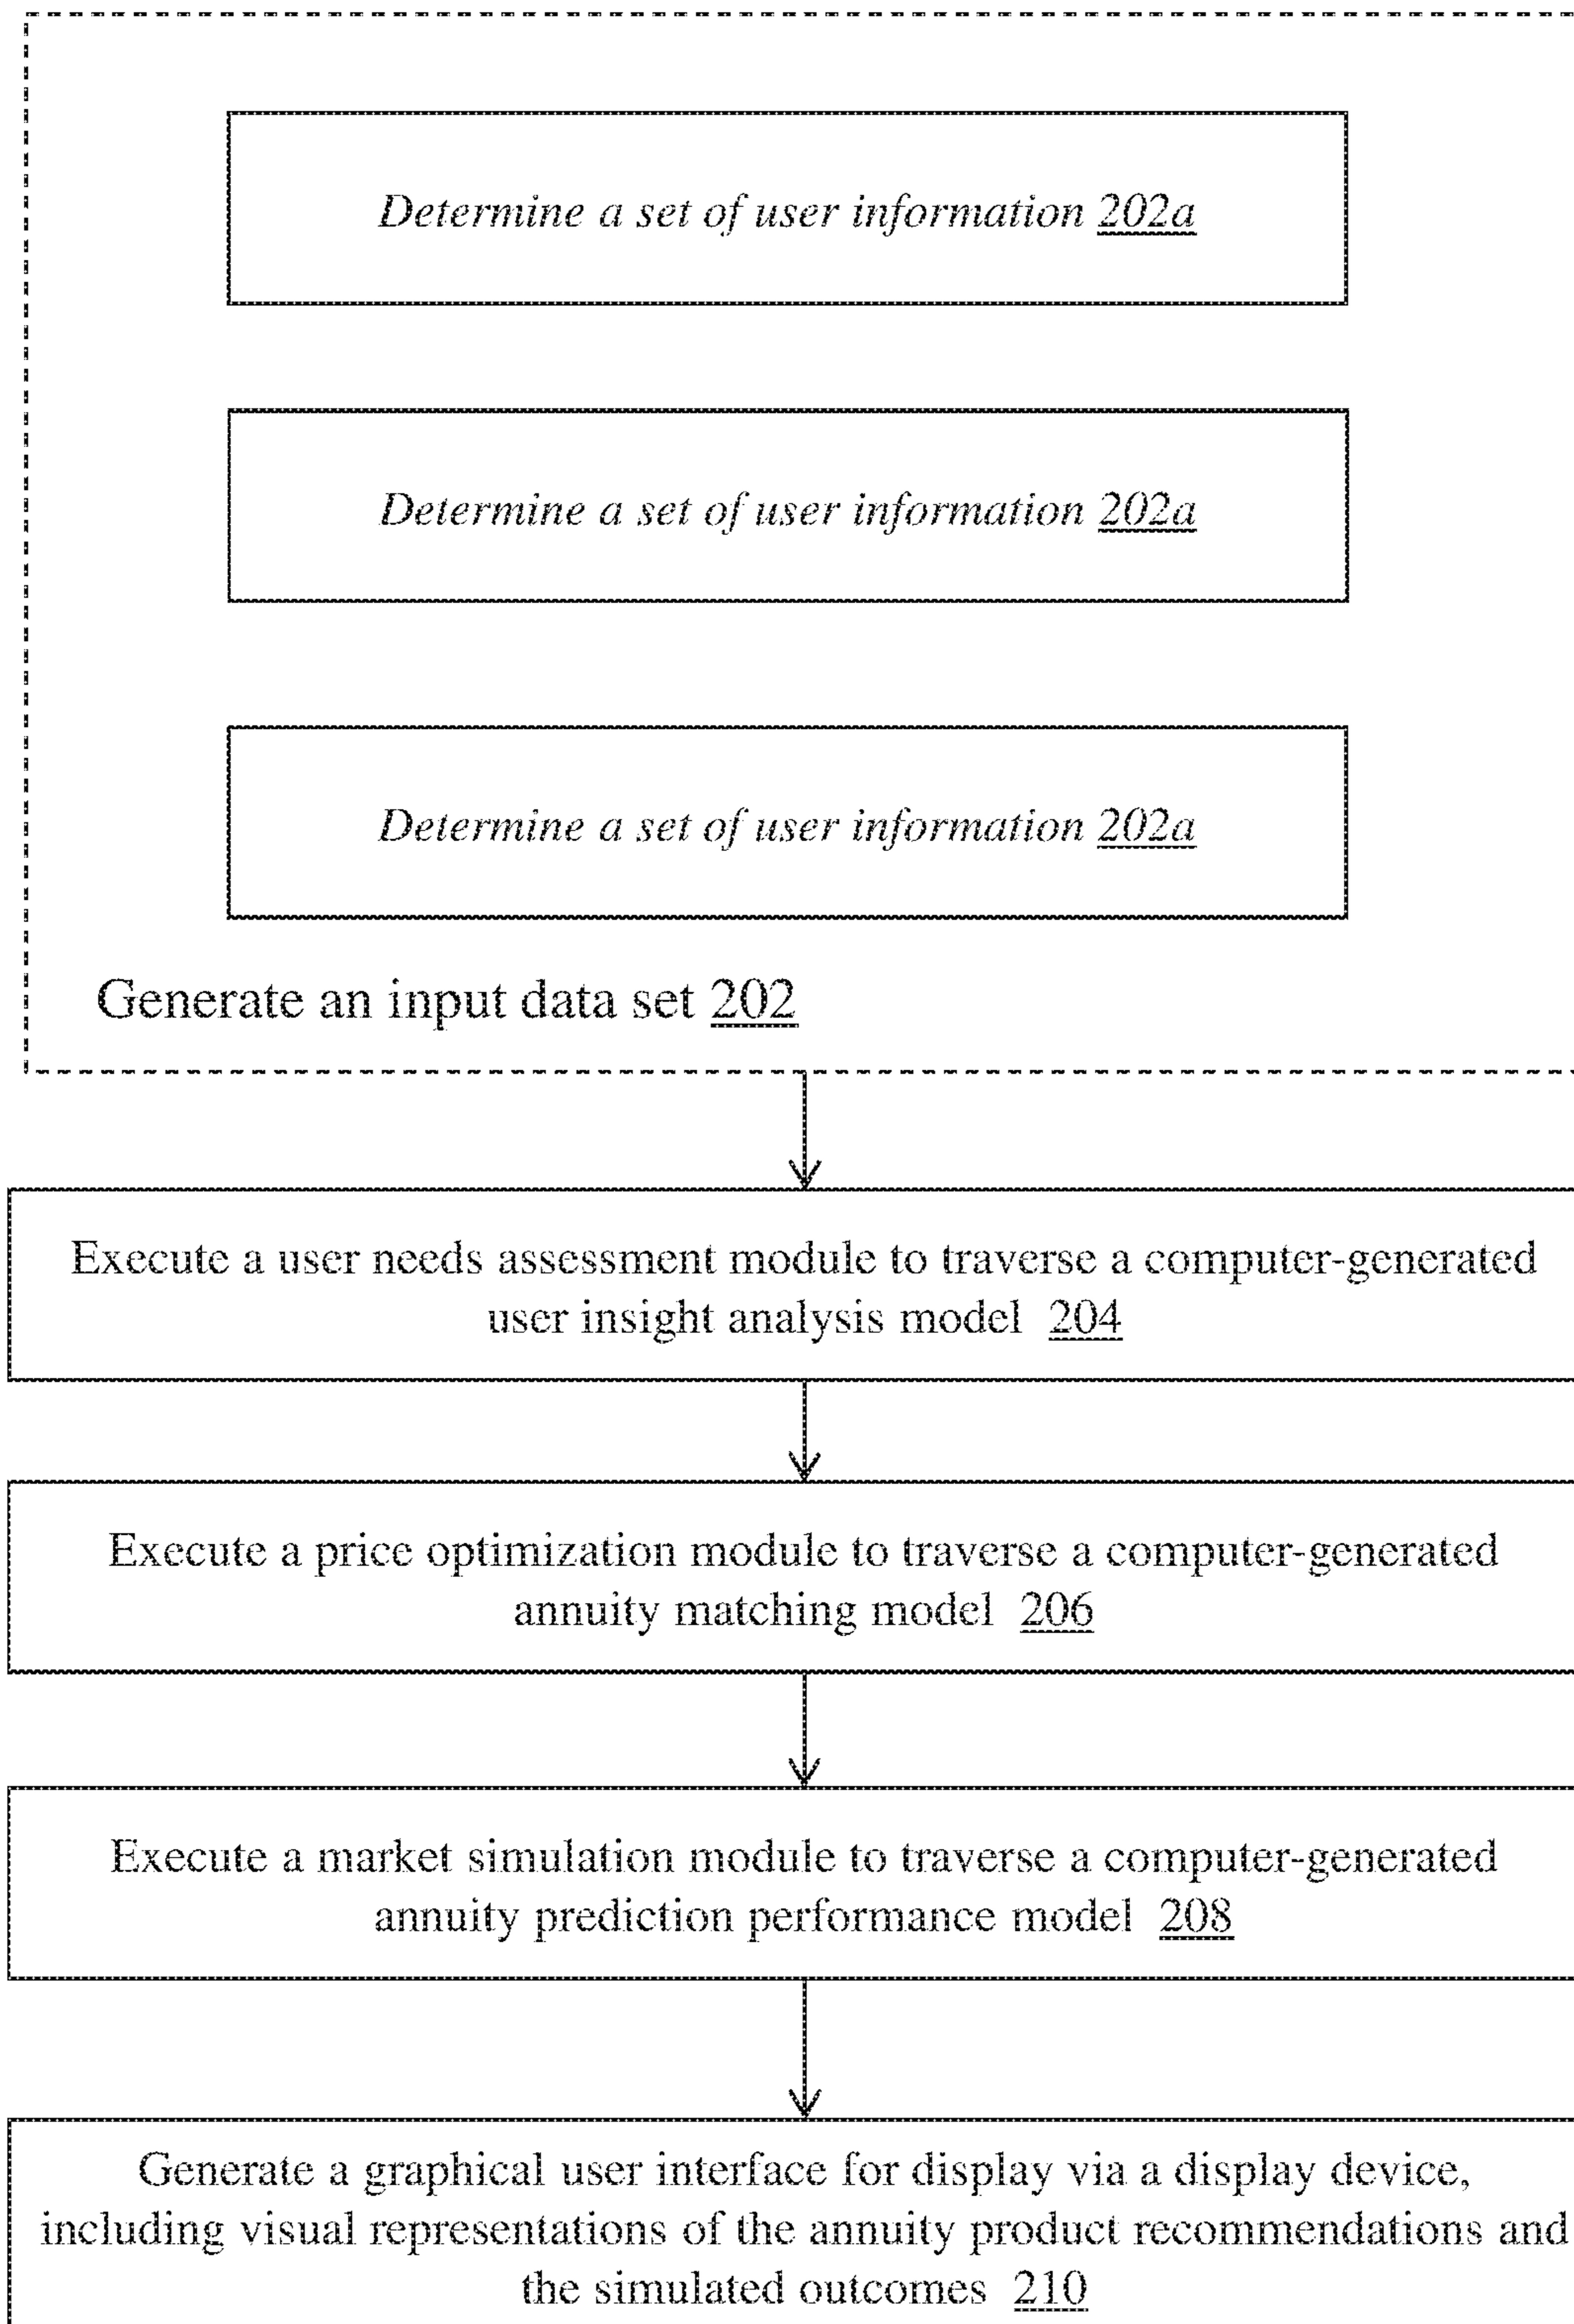 Determine a set of user information 202a
Determine a set of user information 202a
Determine a set of user information 202a
Generate an input data set 202
Execute a user needs assessment module to traverse a computer-generated
user insight analysis model 204
Execute a price optimization module to traverse a computer-generated
annuity matching model 206
Execute a market simulation module to traverse a computer-generated
annuity prediction performance model 208
Generate a graphical user interface for display via a display device,
including visual representations of the annuity product recommendations and
the simulated outcomes 210